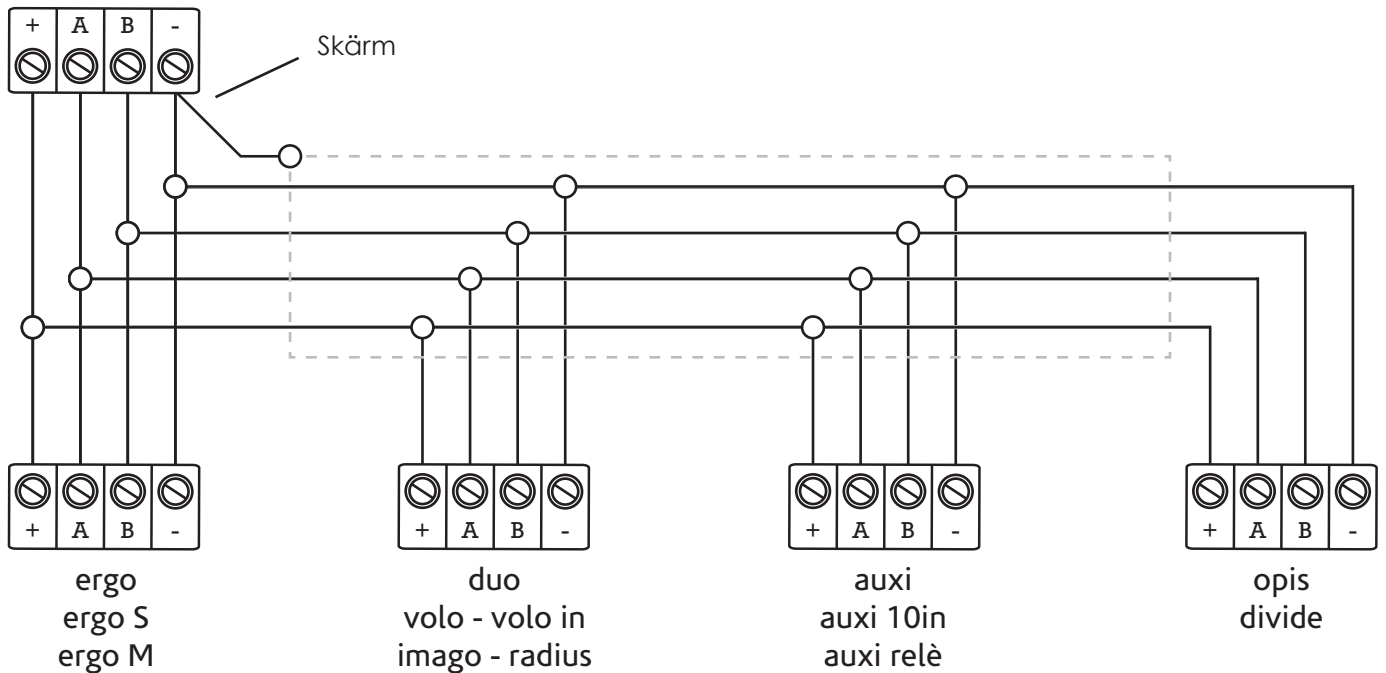 + A B -
Skärm
+ A B -
+ A B -
+ A B -
+ A B -
ergo
ergo S
ergo M
duo
volo - volo in
imago - radius
auxi
auxi 10in
auxi relè
opis
divide